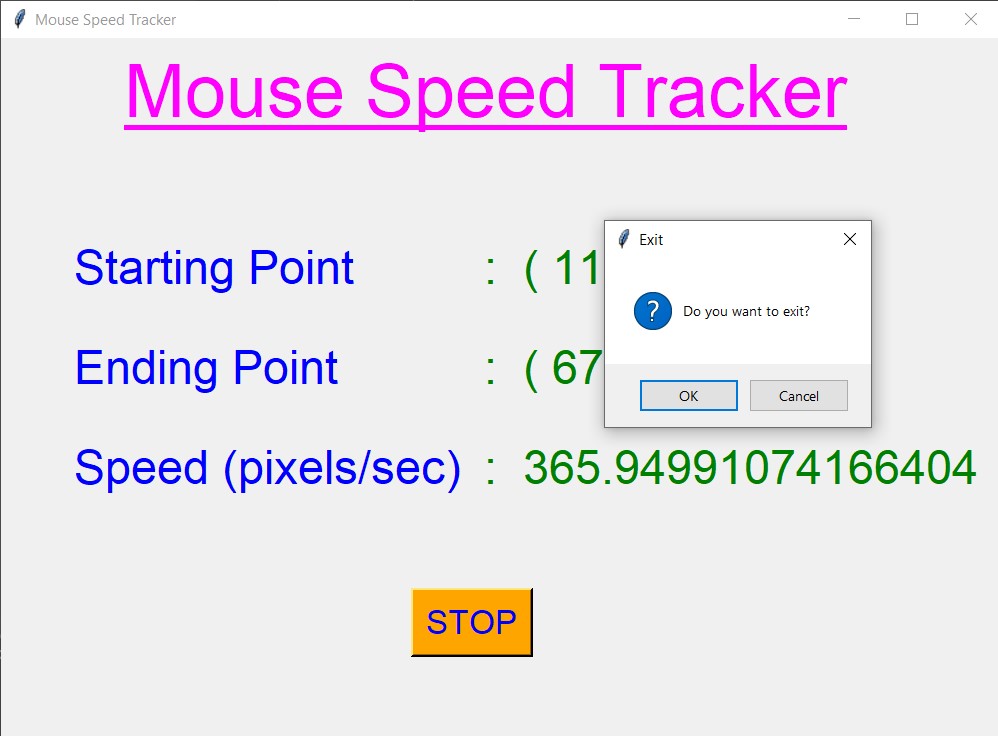 Mouse Speed Tracker
Mouse Speed Tracker
Starting Point : ( 11
Ending Point : ( 67
Speed (pixels/sec) : 365.94991074166404
Exit
Do you want to exit?
OK Cancel
STOP